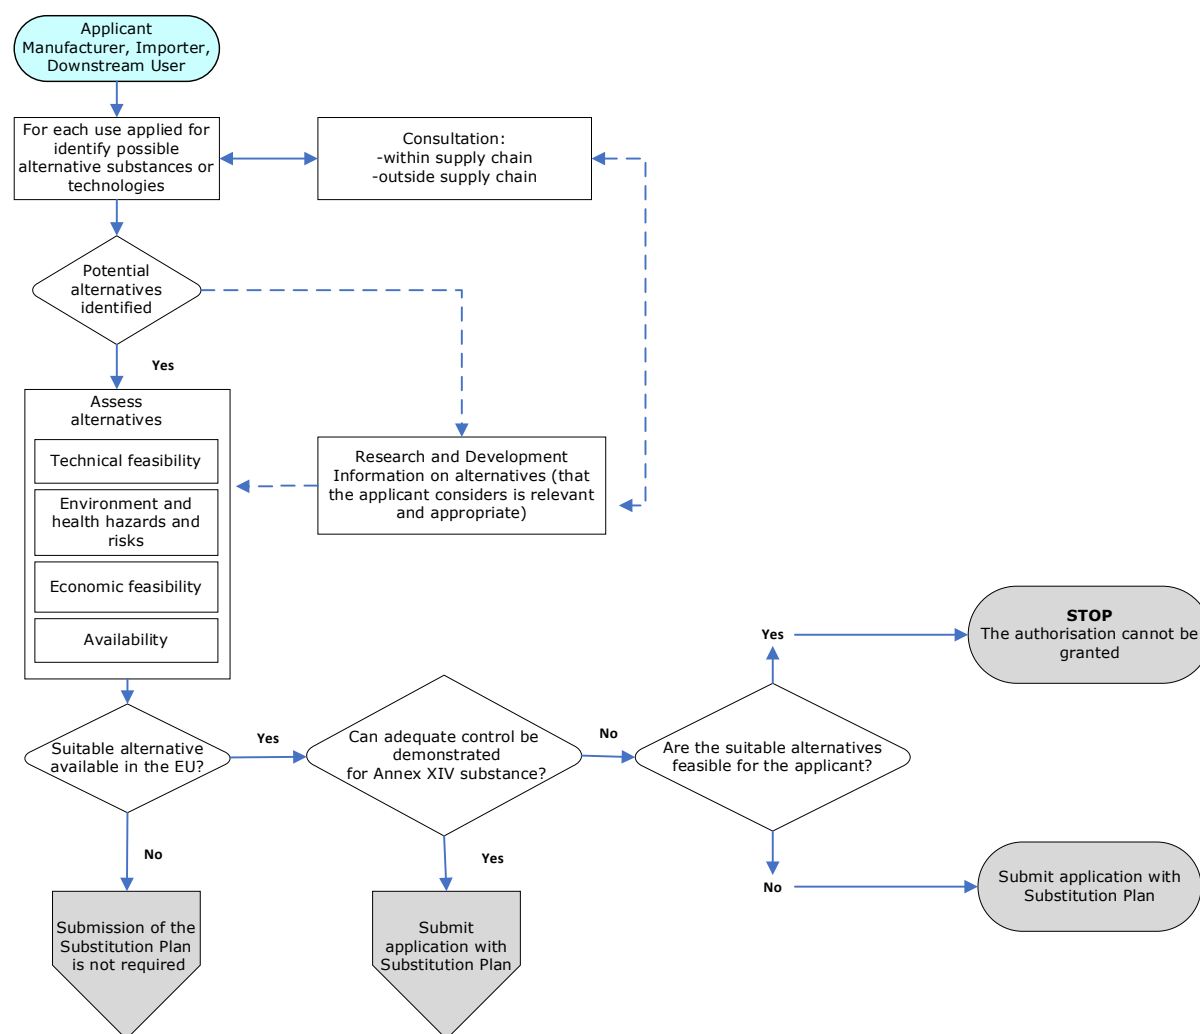 Applicant
Manufacturer, Importer,
Downstream User
For each use applied for
identify possible
alternative substances or
technologies
Consultation:
-within supply chain
-outside supply chain
Potential
alternatives
identified
Yes
Assess
alternatives
Technical feasibility
Environment and
health hazards and
risks
Economic feasibility
Availability
Research and Development
Information on alternatives (that
the applicant considers is relevant
and appropriate)
Suitable alternative
available in the EU?
Yes
No
Can adequate control be
demonstrated
for Annex XIV substance?
No
Yes
Are the suitable alternatives
feasible for the applicant?
Yes
STOP
The authorisation cannot be
granted
No
Submit application with
Substitution Plan
Submission of the
Substitution Plan
is not required
Submit
application with
Substitution Plan